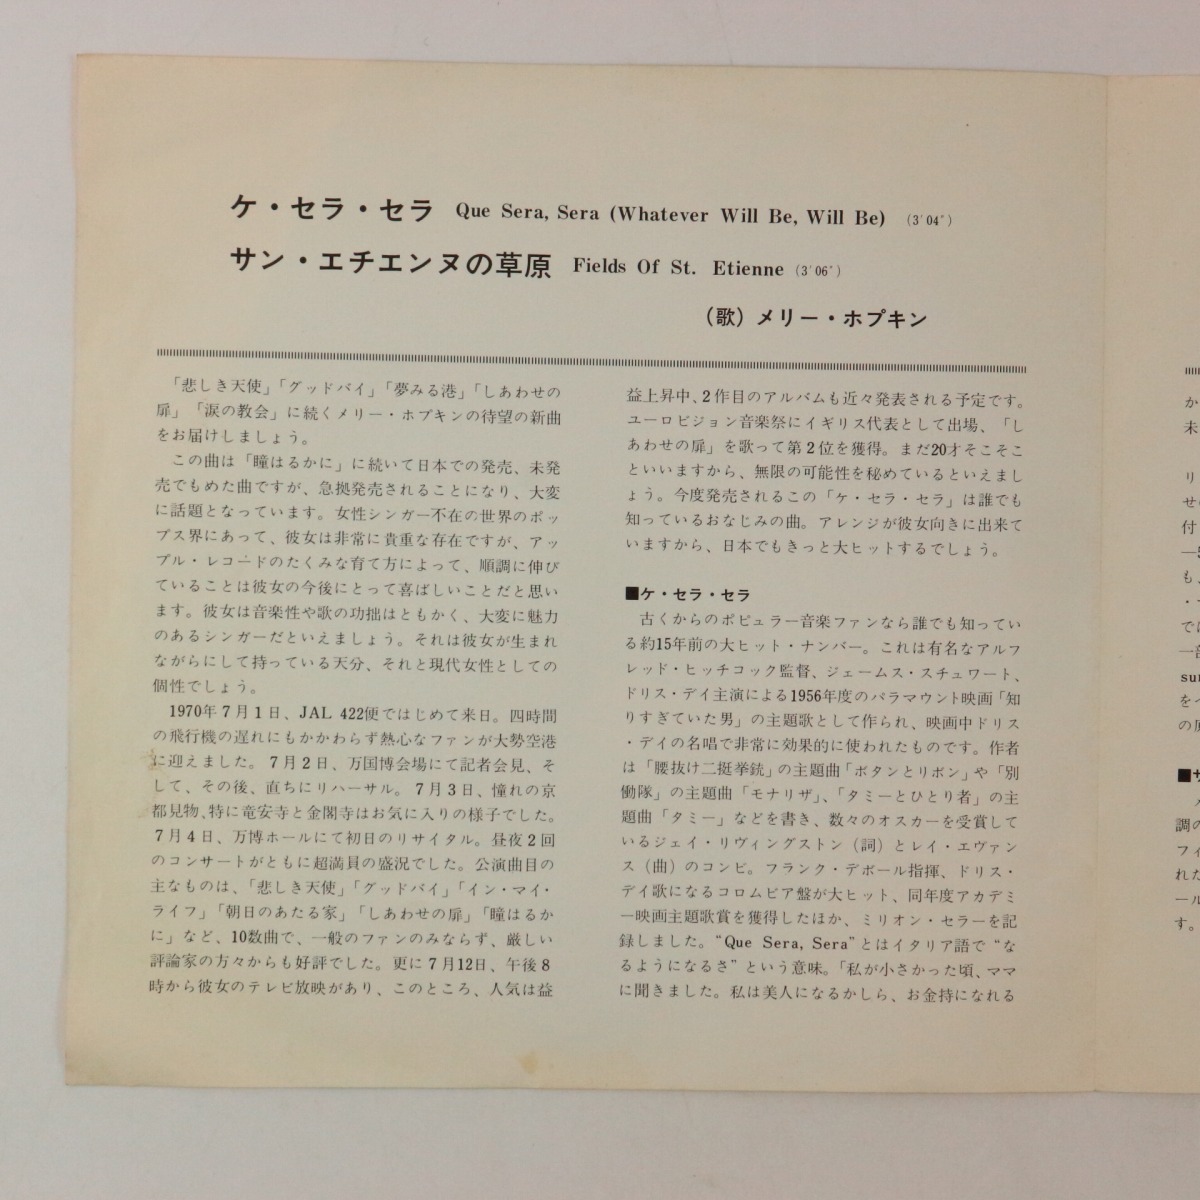 ケ・セラ・セラ Que Sera, Sera (Whatever Will Be, Will Be) (3′04″)
サン・エチエンヌの草原 Fields Of St. Etienne (3′06″)
(歌) メリー・ホプキン
「悲しき天使」「グッドバイ」「夢みる港」「しあわせの
扉」「涙の教会」に続くメリー・ホプキンの待望の新曲
をお届けしましょう。
この曲は「瞳はるかに」に続いて日本での発売、未発
売でもめた曲ですが、急拠発売されることになり、大変
に話題となっています。女性シンガー不在の世界のポッ
プス界にあって、彼女は非常に貴重な存在ですが、アッ
プル・レコードのたくみな育て方によって、順調に伸び
ていることは彼女の今後にとって喜ばしいことだと思い
ます。彼女は音楽性や歌の功拙はともかく、大変に魅力
のあるシンガーだといえましょう。それは彼女が生まれ
ながらにして持っている天分、それと現代女性としての
個性でしょう。
1970年7月1日、JAL 422便ではじめて来日。四時間
の飛行機の遅れにもかかわらず熱心なファンが大勢空港
に迎えました。7月2日、万国博会場にて記者会見、そ
して、その後、直ちにリハーサル。7月3日、憧れの京
都見物、特に竜安寺と金閣寺はお気に入りの様子でした。
7月4日、万博ホールにて初日のリサイタル。昼夜2回
のコンサートがともに超満員の盛況でした。公演曲目の
主なものは、「悲しき天使」「グッドバイ」「イン・マイ・
ライフ」「朝日のあたる家」「しあわせの扉」「瞳はるか
に」など、10数曲で、一般のファンのみならず、厳しい
評論家の方々からも好評でした。更に7月12日、午後8
時から彼女のテレビ放映があり、このところ、人気は益
益上昇中、2作目のアルバムも近々発表される予定です。
ユーロビジョン音楽祭にイギリス代表として出場、「し
あわせの扉」を歌って第2位を獲得。まだ20才そこそこ
といいますから、無限の可能性を秘めているといえまし
ょう。今度発売されるこの「ケ・セラ・セラ」は誰でも
知っているおなじみの曲。アレンジが彼女向きに出来て
いますから、日本でもきっと大ヒットするでしょう。
■ケ・セラ・セラ
古くからのポピュラー音楽ファンなら誰でも知ってい
る約15年前の大ヒット・ナンバー。これは有名なアルフ
レッド・ヒッチコック監督、ジェームス・スチュワート、
ドリス・デイ主演による1956年度のパラマウント映画「知
りすぎていた男」の主題歌として作られ、映画中ドリス
・デイの名唱で非常に効果的に使われたものです。作者
は「腰抜け二挺拳銃」の主題曲「ボタンとリボン」や「別
働隊」の主題曲「モナリザ」、「タミーとひとり者」の主
題曲「タミー」などを書き、数々のオスカーを受賞して
いるジェイ・リヴィングストン(詞)とレイ・エヴァン
ス(曲)のコンビ。フランク・デボール指揮、ドリス・
デイ歌になるコロムビア盤が大ヒット、同年度アカデミ
ー映画主題歌賞を獲得したほか、ミリオン・セラーを記
録しました。“Que Sera, Sera”とはイタリア語で“な
るようになるさ”という意味。「私が小さかった頃、ママ
に聞きました。私は美人になるかしら、お金持になれる
か
未
リ
せの
付
も、
では
一部
sur
をベ
の原
■サ
メ
調の
フィ
れた
ール
す。